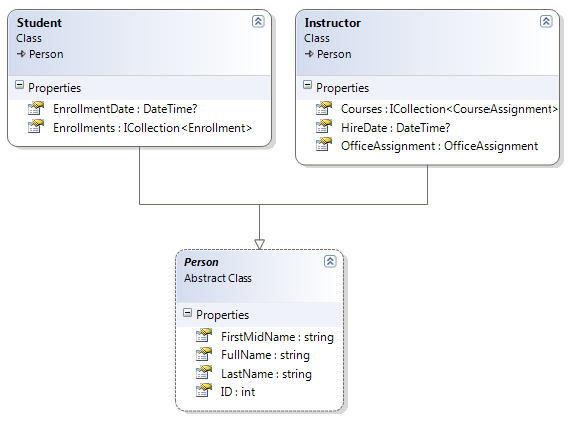 Student
Class
Person
Properties
EnrollmentDate : DateTime?
Enrollments : ICollection<Enrollment>
Instructor
Class
Person
Properties
Courses : ICollection<CourseAssignment>
HireDate : DateTime?
OfficeAssignment : OfficeAssignment
Person
Abstract Class
Properties
FirstMidName : string
FullName : string
LastName : string
ID : int